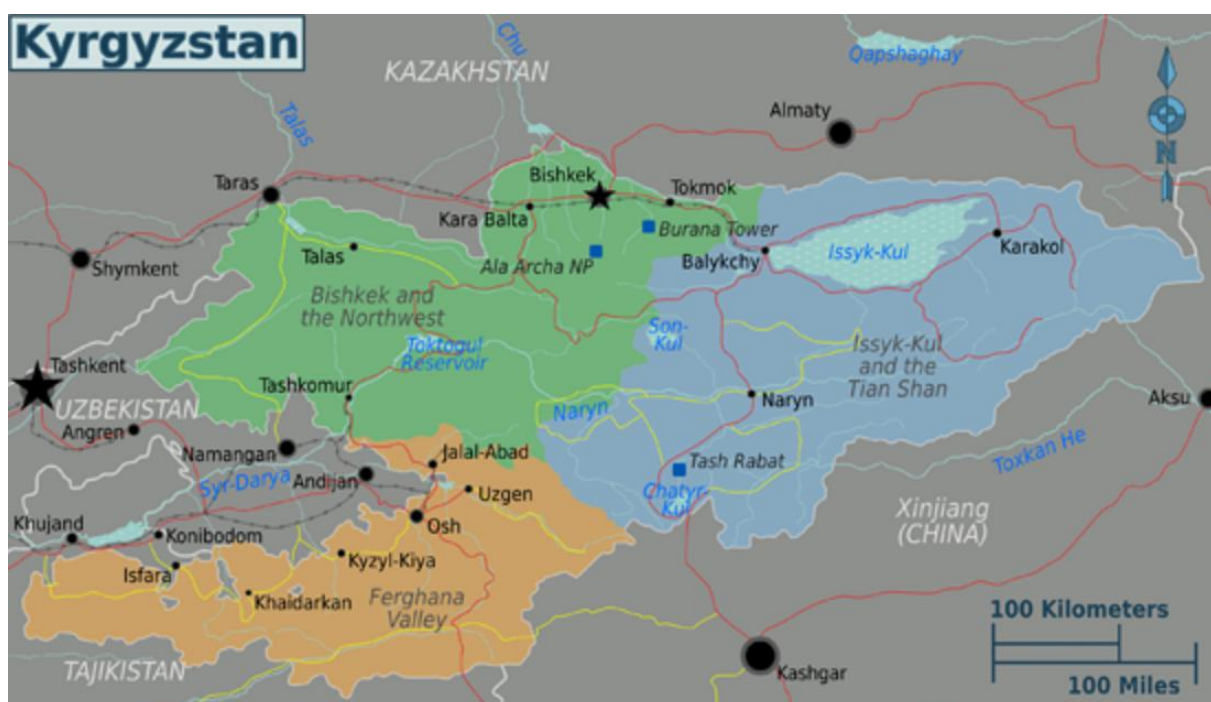 Kyrgyzstan
Chu
Qapshaghay
KAZAKHSTAN
Talas
Almaty
Taras
Bishkek
Tokmok
Kara Balta
Burana Tower
Talas
Ala Archa NP
Balykchy
Issyk-Kul
Karakol
Shymkent
Bishkek and
the Northwest
Son-
Kul
Toktogul
Reservoir
Issyk-Kul
and the
Tian Shan
Tashkent
Tashkomur
Naryn
Naryn
Aksu
UZBEKISTAN
Angren
Namangan
Jalal-Abad
Tash Rabat
Toxkan He
Syr-Darya
Andijan
Uzgen
Chatyr-
Kul
Xinjiang
(CHINA)
Khujand
Konibodom
Osh
Isfara
Kyzyl-Kiya
Khaidarkan
Ferghana
Valley
TAJIKISTAN
Kashgar
N
100 Kilometers
100 Miles